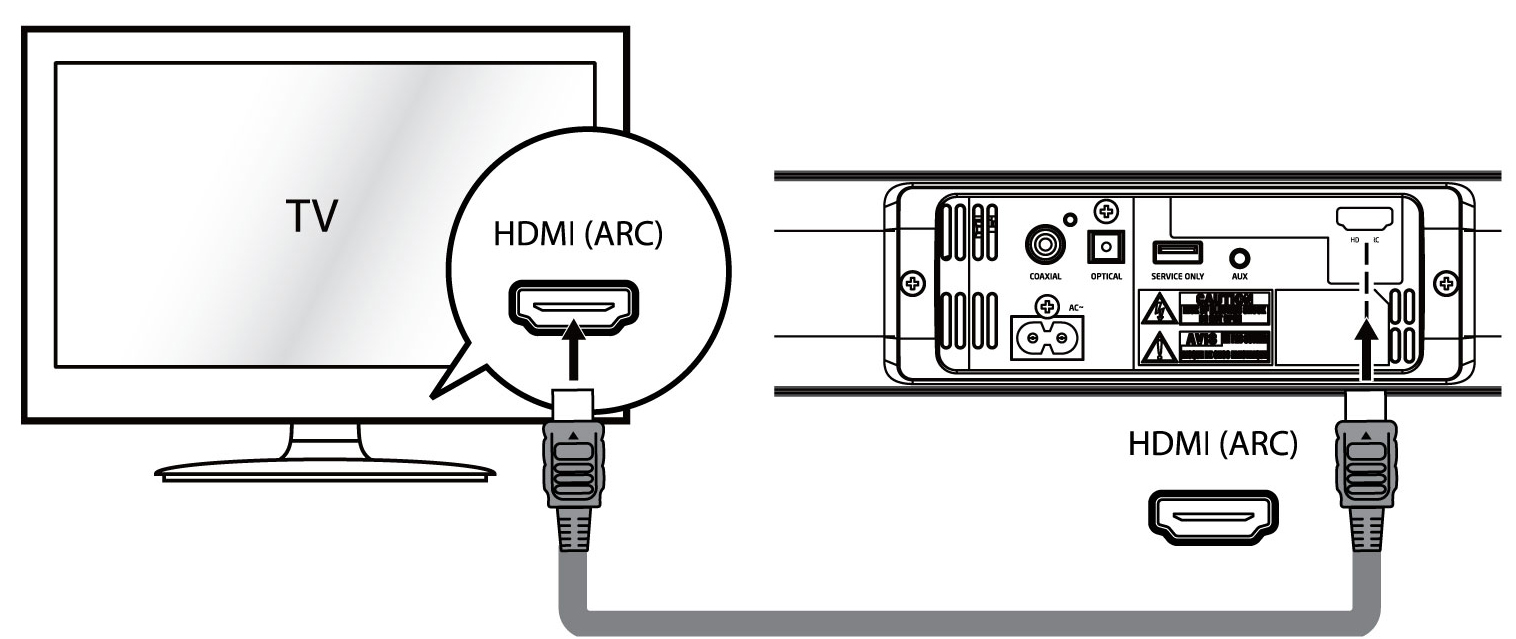 TV
HDMI (ARC)
COAXIAL
OPTICAL
SERVICE ONLY
AUX
AC~
CAUTION
AVIS
HDMI (ARC)